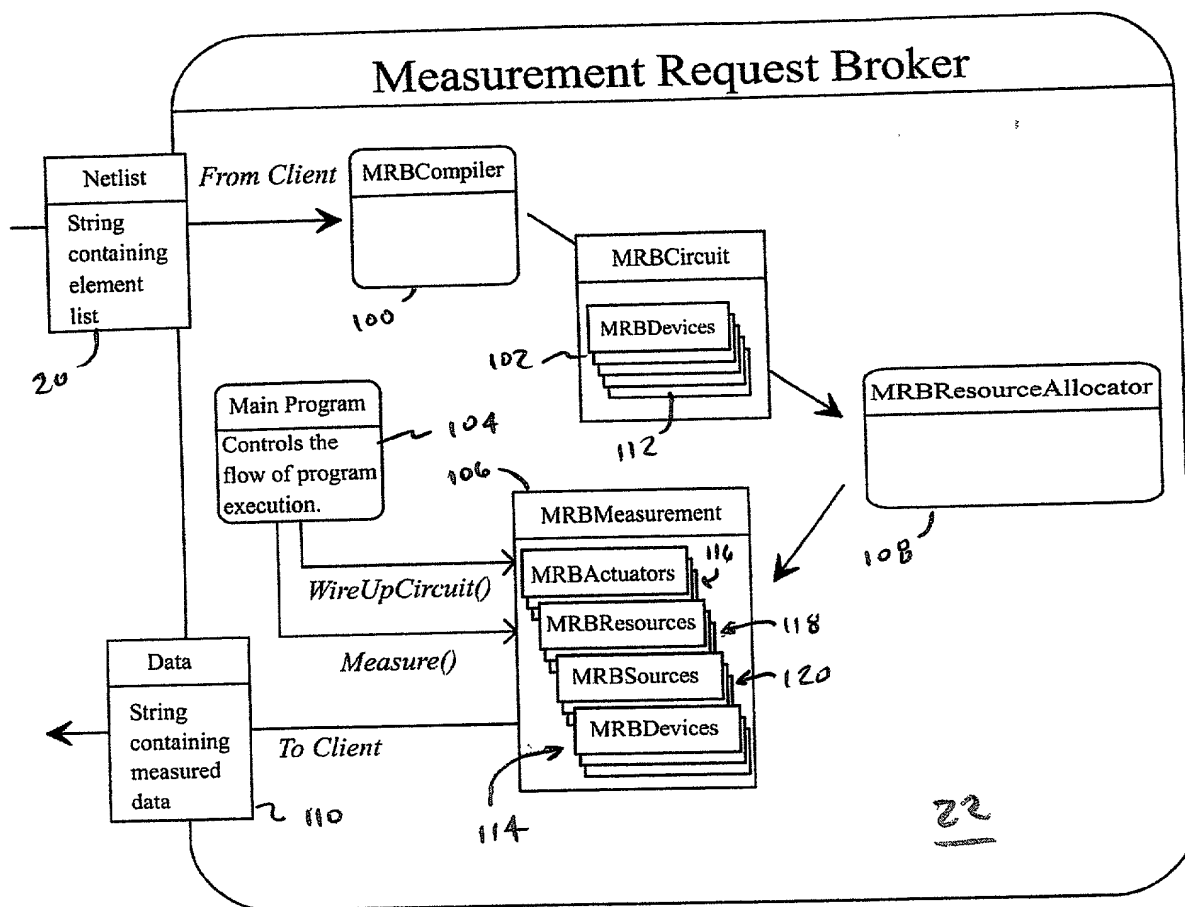 Measurement Request Broker
Netlist
String
containing
element
list
20
From Client
MRBCompiler
100
MRBCircuit
MRBDevices
102
112
MRBResourceAllocator
108
Main Program
Controls the
flow of program
execution.
104
106
MRBMeasurement
MRBActuators
116
MRBResources
118
MRBSources
120
MRBDevices
114
WireUpCircuit()
Measure()
Data
String
containing
measured
data
110
To Client
22